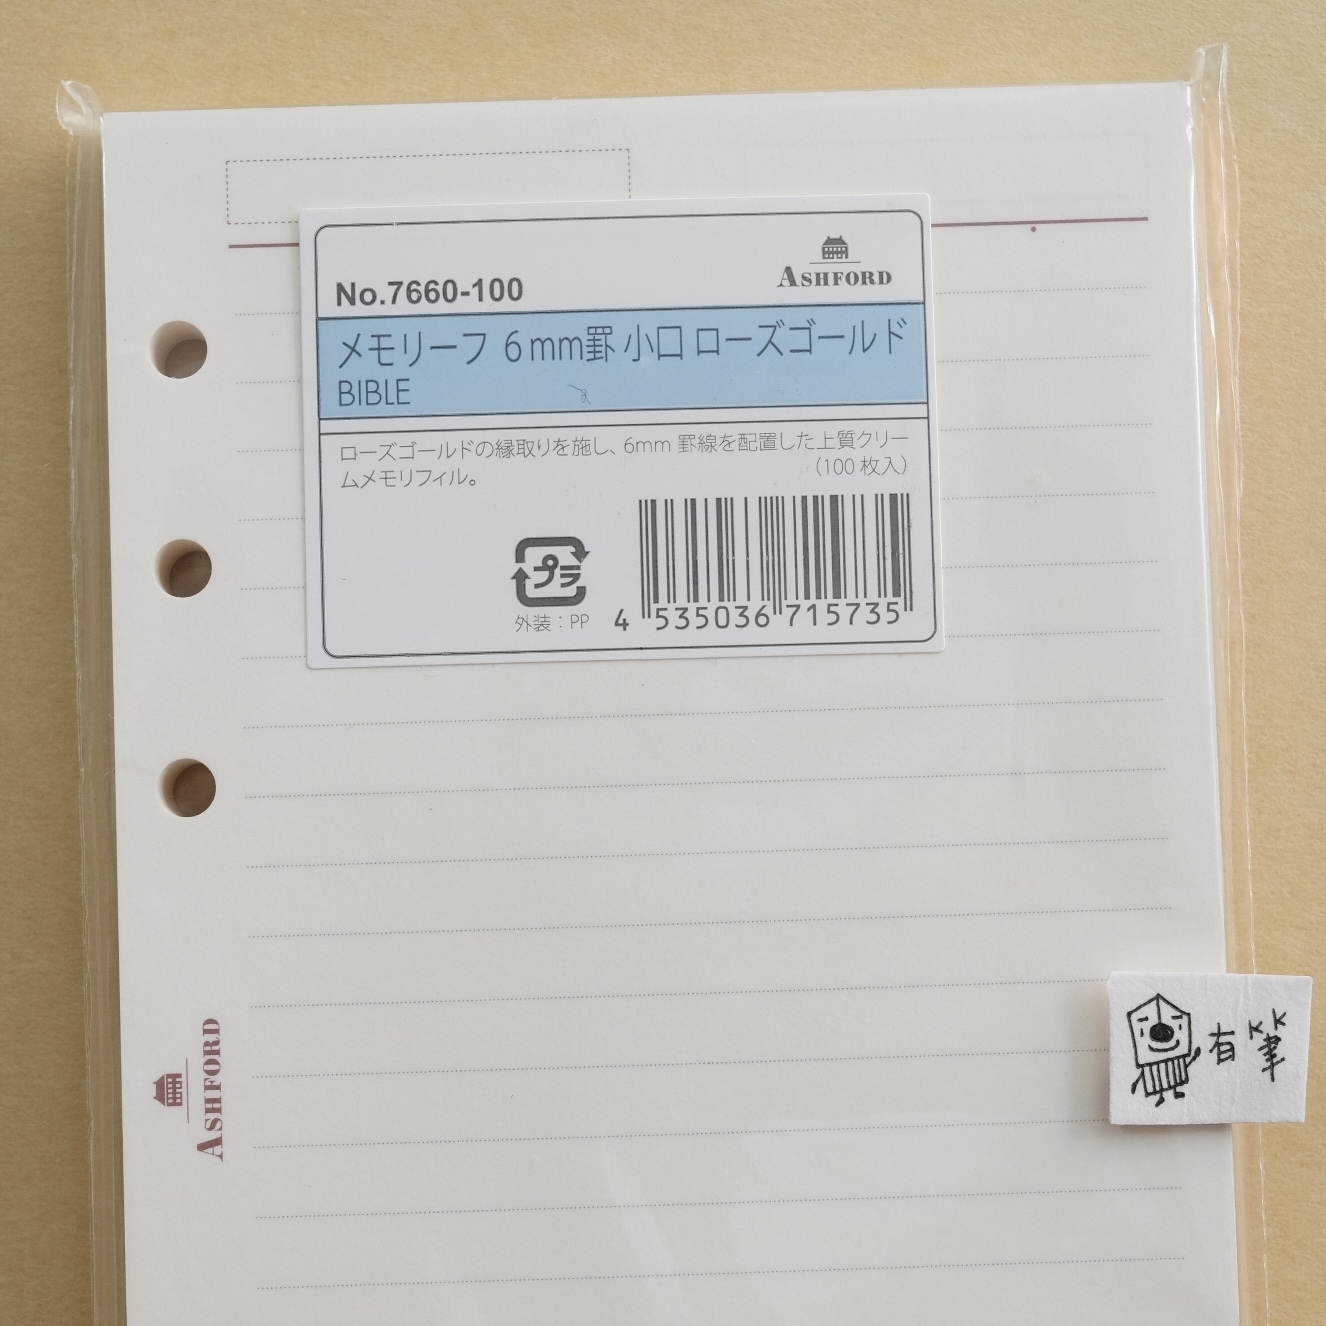 ASHFORD
No.7660-100
メモリーフ 6mm罫 小口 ローズゴールド
BIBLE
ローズゴールドの縁取りを施し、6mm 罫線を配置した上質クリー
ムメモリフィル。
(100 枚入)
プラ
外装：PP
4 535036 715735
ASHFORD
有筆